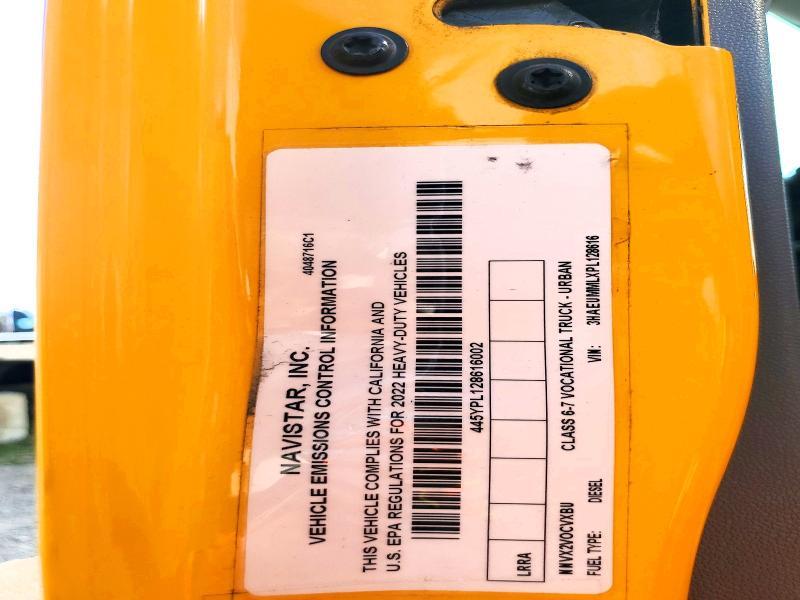 4048716C1
NAVISTAR, INC.
VEHICLE EMISSIONS CONTROL INFORMATION
THIS VEHICLE COMPLIES WITH CALIFORNIA AND
U.S. EPA REGULATIONS FOR 2022 HEAVY-DUTY VEHICLES
445YPL128616002
LRRA
NNVX2VOCVXBU CLASS 6-7 VOCATIONAL TRUCK - URBAN
FUEL TYPE: DIESEL VIN: 3HAEUMMLXPL128616